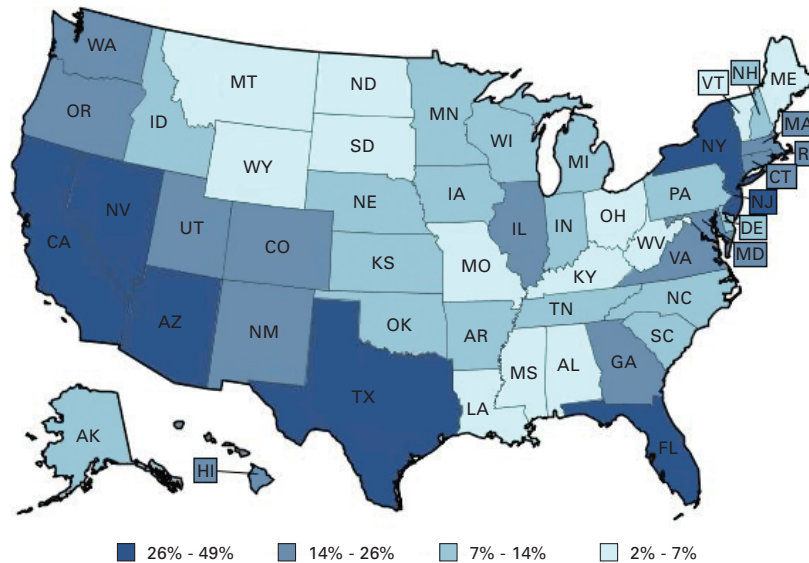 WA
MT
ND
MN
VT
NH
ME
OR
ID
SD
WI
MI
NY
MA
R
WY
CT
NE
IA
PA
NJ
NV
UT
CO
IL
IN
OH
DE
CA
KS
MO
WV
VA
MD
KY
AZ
NM
OK
AR
TN
NC
SC
TX
MS
AL
GA
LA
AK
HI
FL
26% - 49%
14% - 26%
7% - 14%
2% - 7%